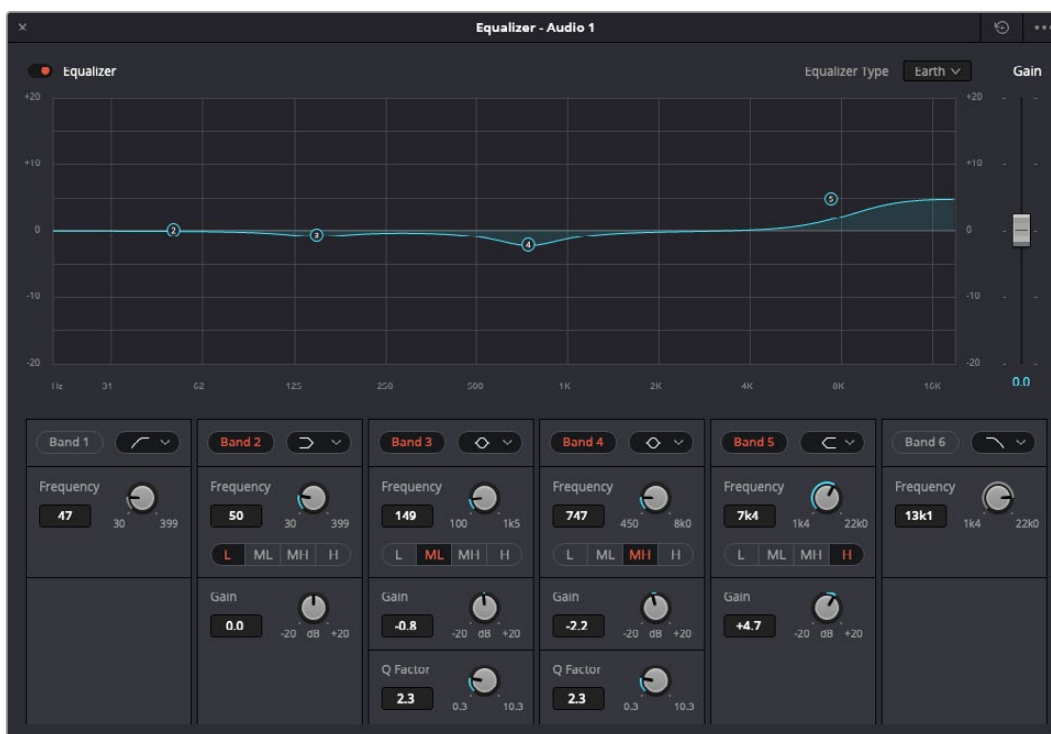 × Equalizer - Audio 1
Equalizer Equalizer Type Earth Gain
+20 +20
+10 +10
0 0
-10 -10
-20 -20
Hz 31 62 125 250 500 1K 2K 4K 8K 16K 0.0
2 3 4 5
Band 1 Band 2 Band 3 Band 4 Band 5 Band 6
Frequency Frequency Frequency Frequency Frequency Frequency
47 50 149 747 7k4 13k1
30 399 30 399 100 1k5 450 8k0 1k4 22k0 1k4 22k0
L ML MH H L ML MH H L ML MH H L ML MH H
Gain Gain Gain Gain
0.0 -0.8 -2.2 +4.7
-20 dB +20 -20 dB +20 -20 dB +20 -20 dB +20
Q Factor Q Factor
2.3 2.3
0.3 10.3 0.3 10.3